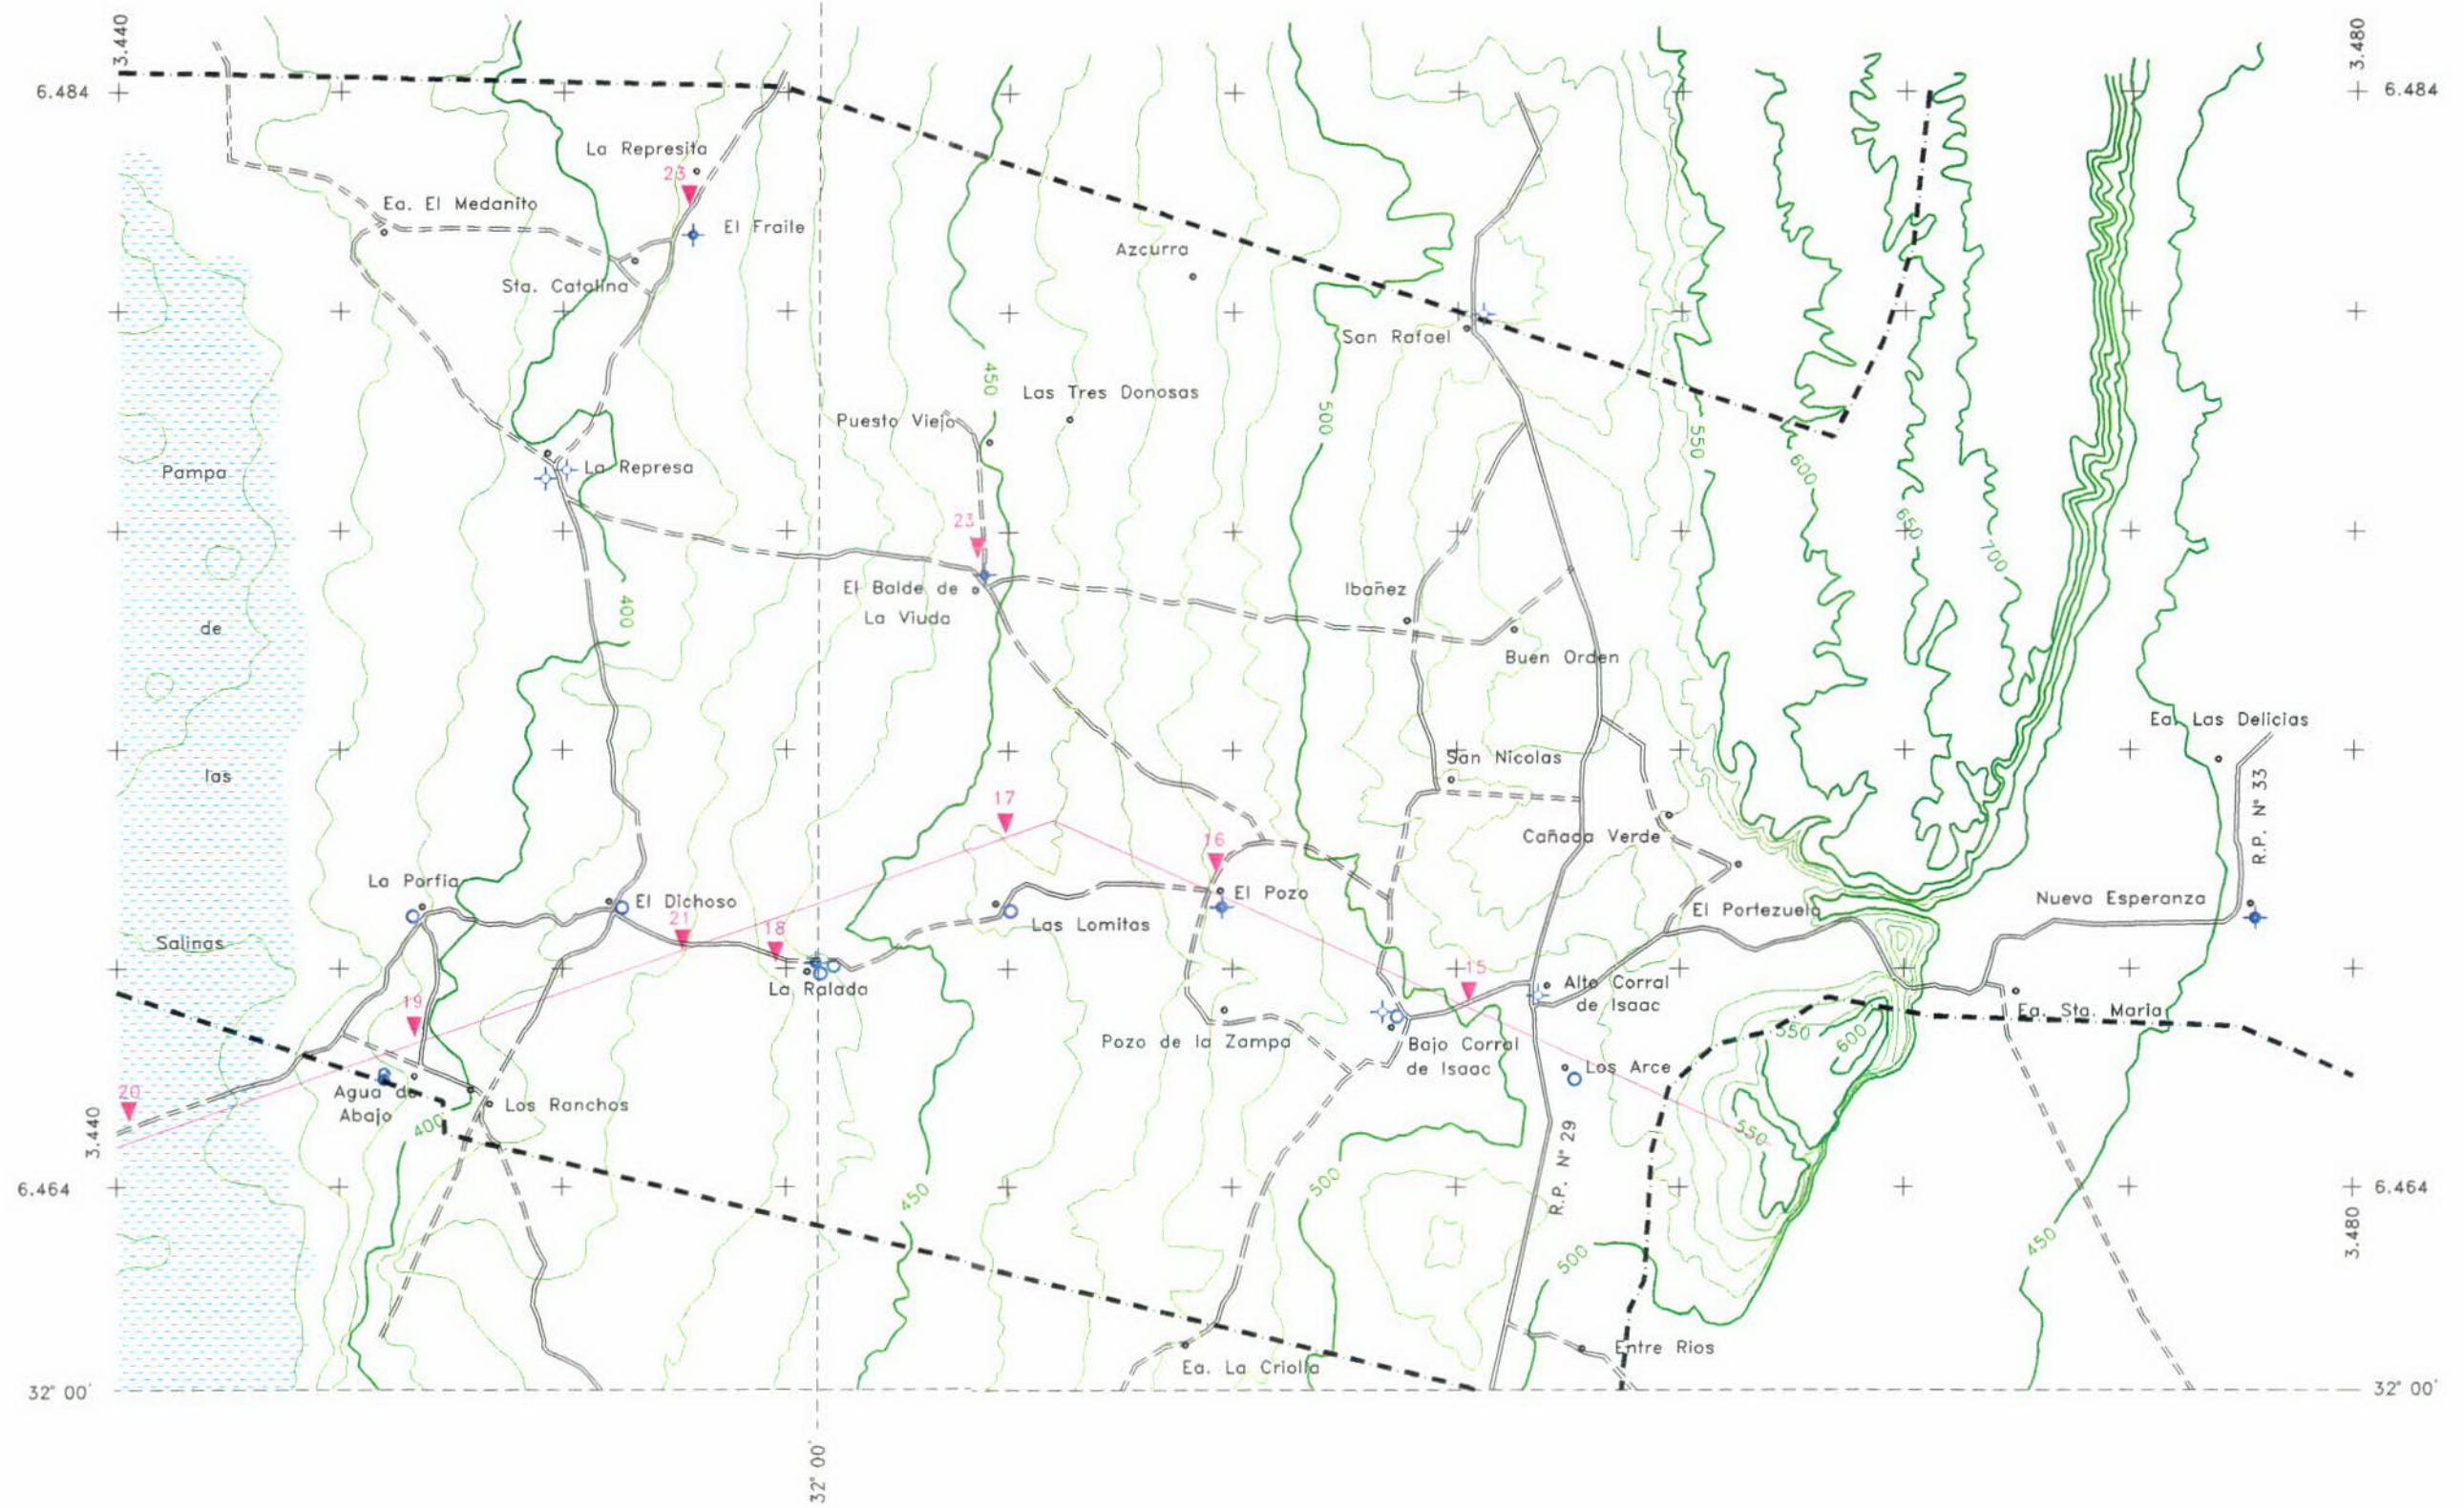 3.440
3.480
6.484
6.484
La Represita
23
Ea. El Medanito
El Fraile
Azcurra
Sta. Catalina
San Rafael
450
Las Tres Donosas
500
Puesto Viejo
550
600
Pampa
La Represa
650
23
700
El Balde de
La Viuda
Ibañez
400
de
Buen Orden
Ea. Las Delicias
San Nicolas
las
17
R.P. N° 33
16
Cañada Verde
La Porfia
El Dichoso
El Pozo
Nueva Esperanza
21
Las Lomitas
El Portezuelo
18
Salinas
15
La Ralada
Alto Corral
de Isaac
19
Ea. Sta. Maria
Pozo de la Zampa
Bajo Corral
de Isaac
550
600
Los Arce
20
Agua de
Abajo
Los Ranchos
400
3.440
550
R.P. N° 29
6.464
500
450
6.464
3.480
500
450
Entre Rios
Ea. La Criolla
32° 00'
32° 00'
32° 00'